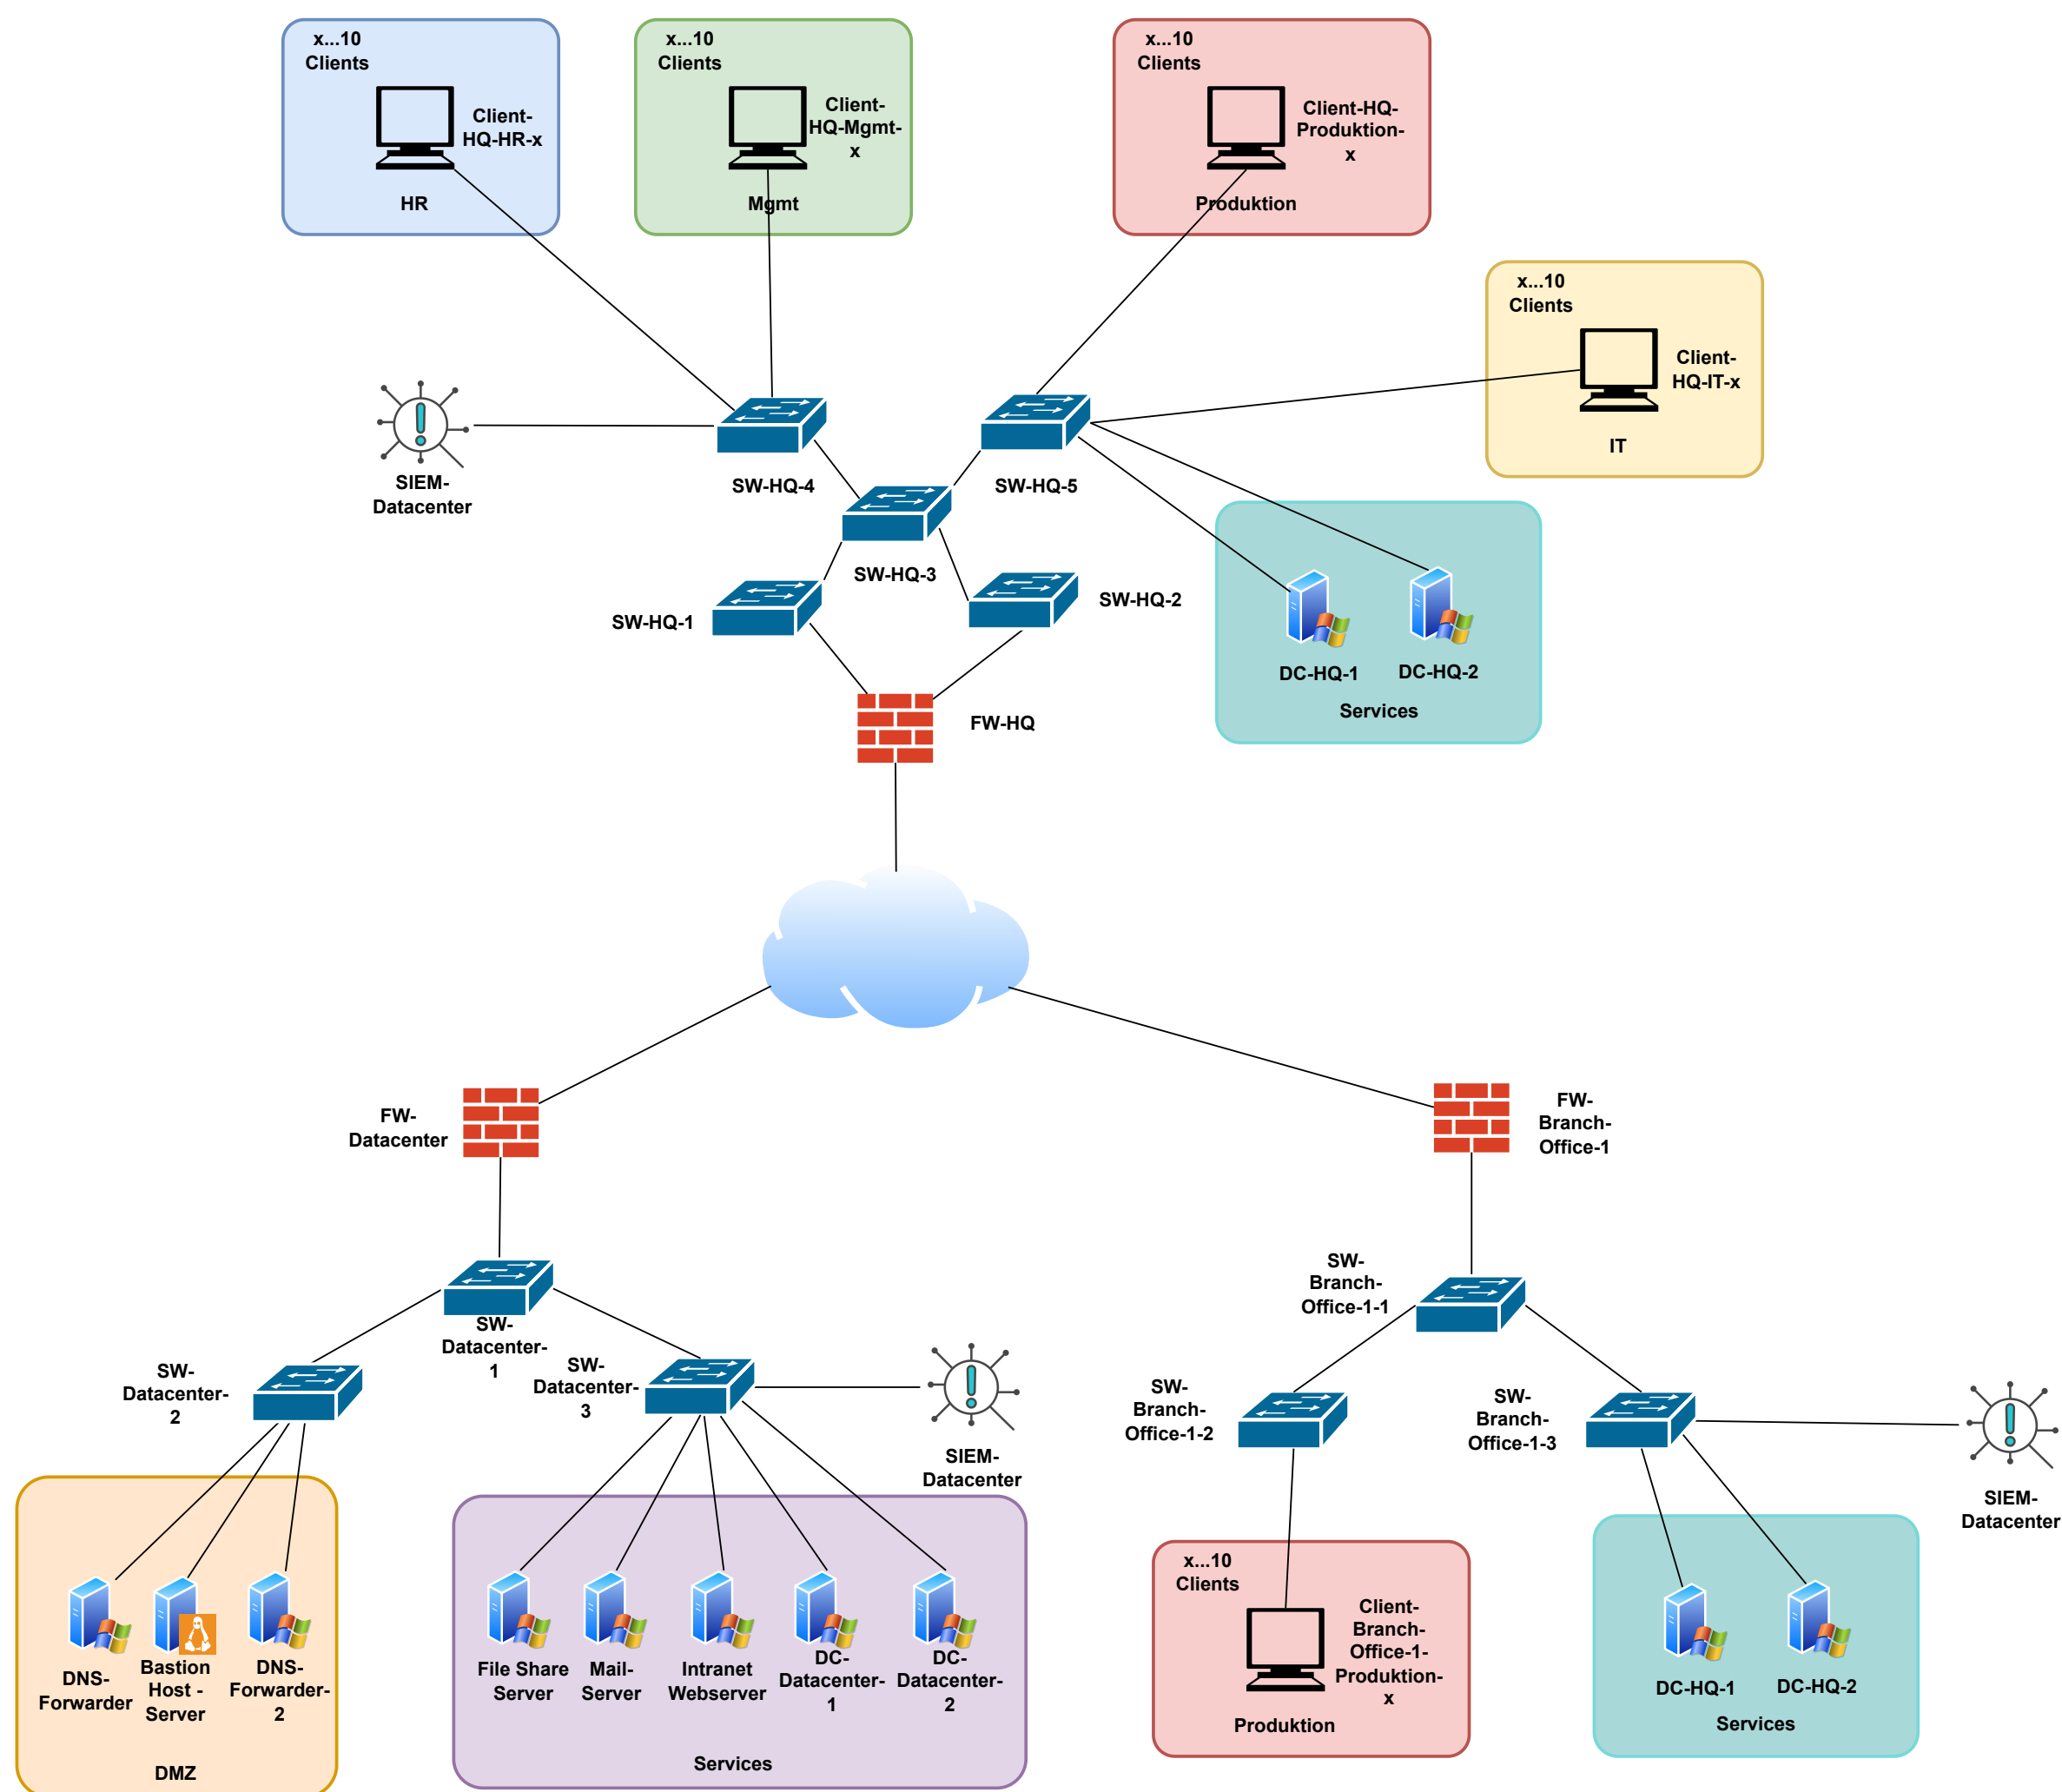 x...10
Clients
Client-
HQ-HR-x
HR
x...10
Clients
Client-
HQ-Mgmt-
x
Mgmt
x...10
Clients
Client-HQ-
Produktion-
x
Produktion
x...10
Clients
Client-
HQ-IT-x
IT
SIEM-
Datacenter
SW-HQ-4
SW-HQ-5
SW-HQ-3
SW-HQ-1
SW-HQ-2
DC-HQ-1
DC-HQ-2
Services
FW-HQ
FW-
Datacenter
FW-
Branch-
Office-1
SW-
Datacenter-
1
SW-
Datacenter-
2
SW-
Datacenter-
3
SIEM-
Datacenter
SW-
Branch-
Office-1-1
SW-
Branch-
Office-1-2
SW-
Branch-
Office-1-3
SIEM-
Datacenter
DNS-
Forwarder
Bastion
Host -
Server
DNS-
Forwarder-
2
DMZ
File Share
Server
Mail-
Server
Intranet
Webserver
DC-
Datacenter-
1
DC-
Datacenter-
2
Services
x...10
Clients
Client-
Branch-
Office-1-
Produktion-
x
Produktion
DC-HQ-1
DC-HQ-2
Services